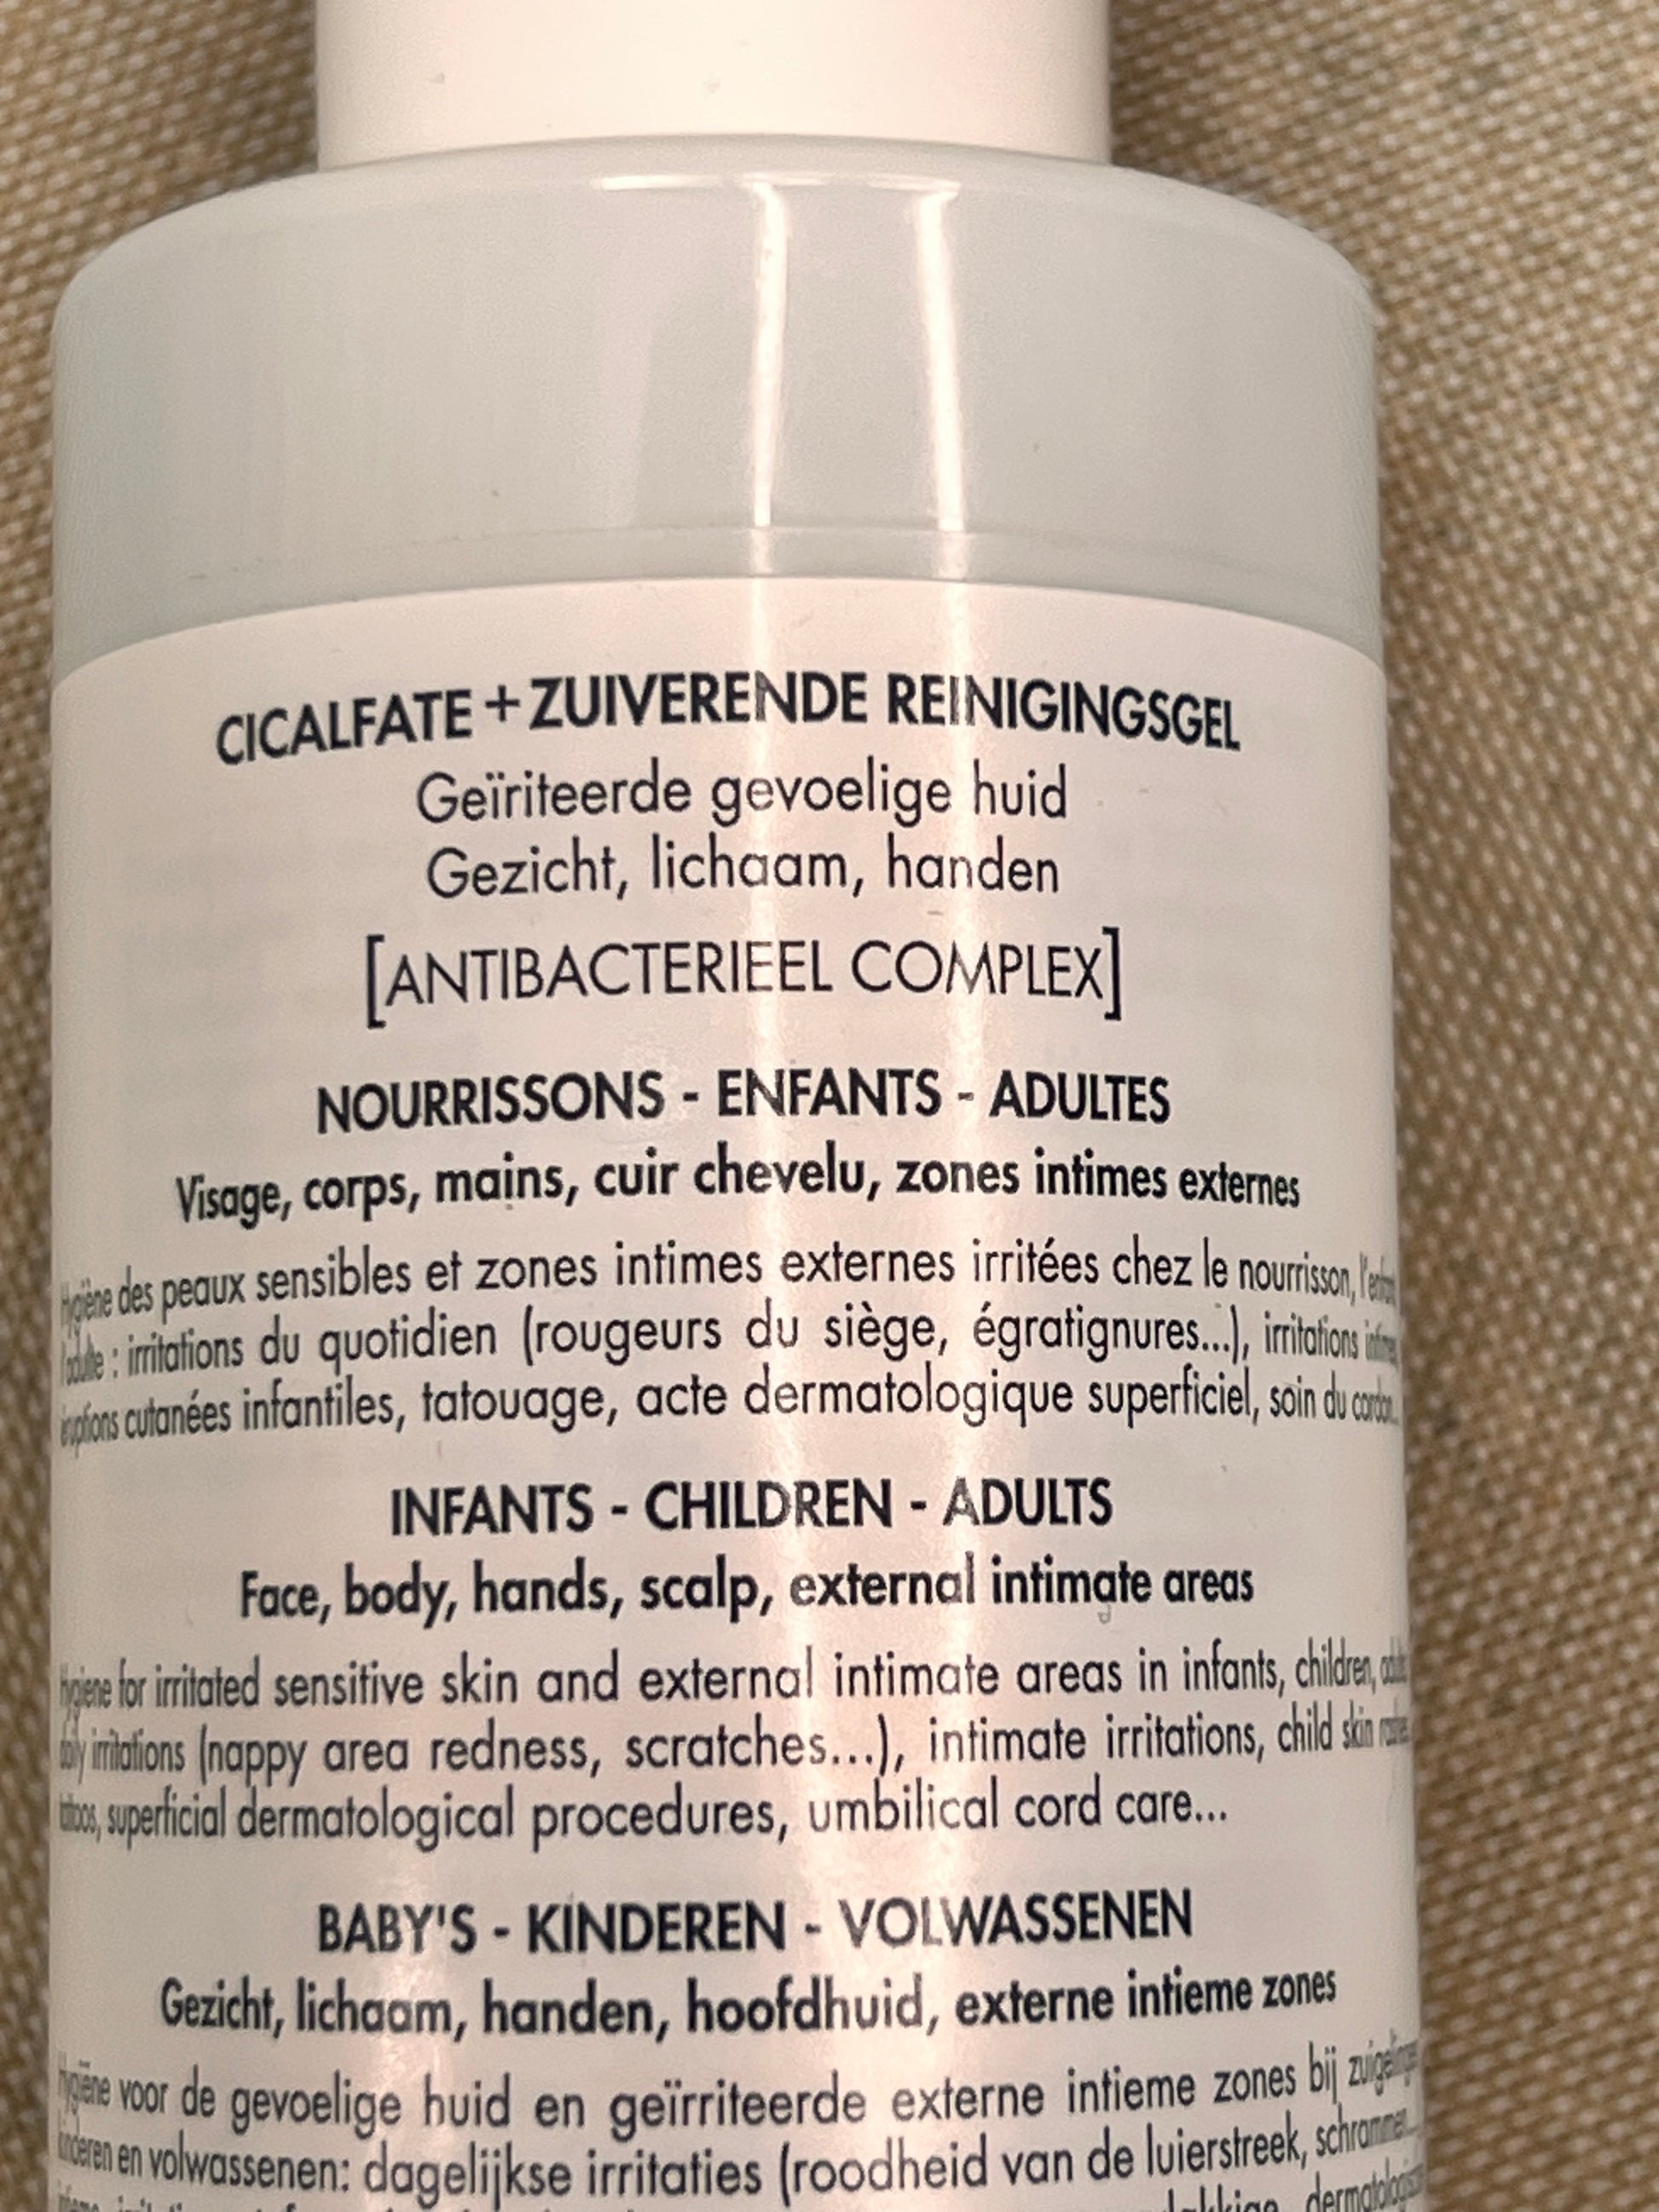 CICALFATE + ZUIVERENDE REINIGINGSGEL
Geïriteerde gevoelige huid
Gezicht, lichaam, handen
[ANTIBACTERIEEL COMPLEX]
NOURRISSONS - ENFANTS - ADULTES
Visage, corps, mains, cuir chevelu, zones intimes externes
Hygiène des peaux sensibles et zones intimes externes irritées chez le nourrisson,
l'adulte : irritations du quotidien (rougeurs du siège, égratignures...), irritations
éruptions cutanées infantiles, tatouage, acte dermatologique superficiel, soin du cordon...
INFANTS - CHILDREN - ADULTS
Face, body, hands, scalp, external intimate areas
Hygiene for irritated sensitive skin and external intimate areas in infants, children,
daily irritations (nappy area redness, scratches...), intimate irritations, child skin rashes
tattoos, superficial dermatological procedures, umbilical cord care...
BABY'S - KINDEREN - VOLWASSENEN
Gezicht, lichaam, handen, hoofdhuid, externe intieme zones
Hygiëne voor de gevoelige huid en geïrriteerde externe intieme zones bij
kinderen en volwassenen: dagelijkse irritaties (roodheid van de luierstreek, schrammen...